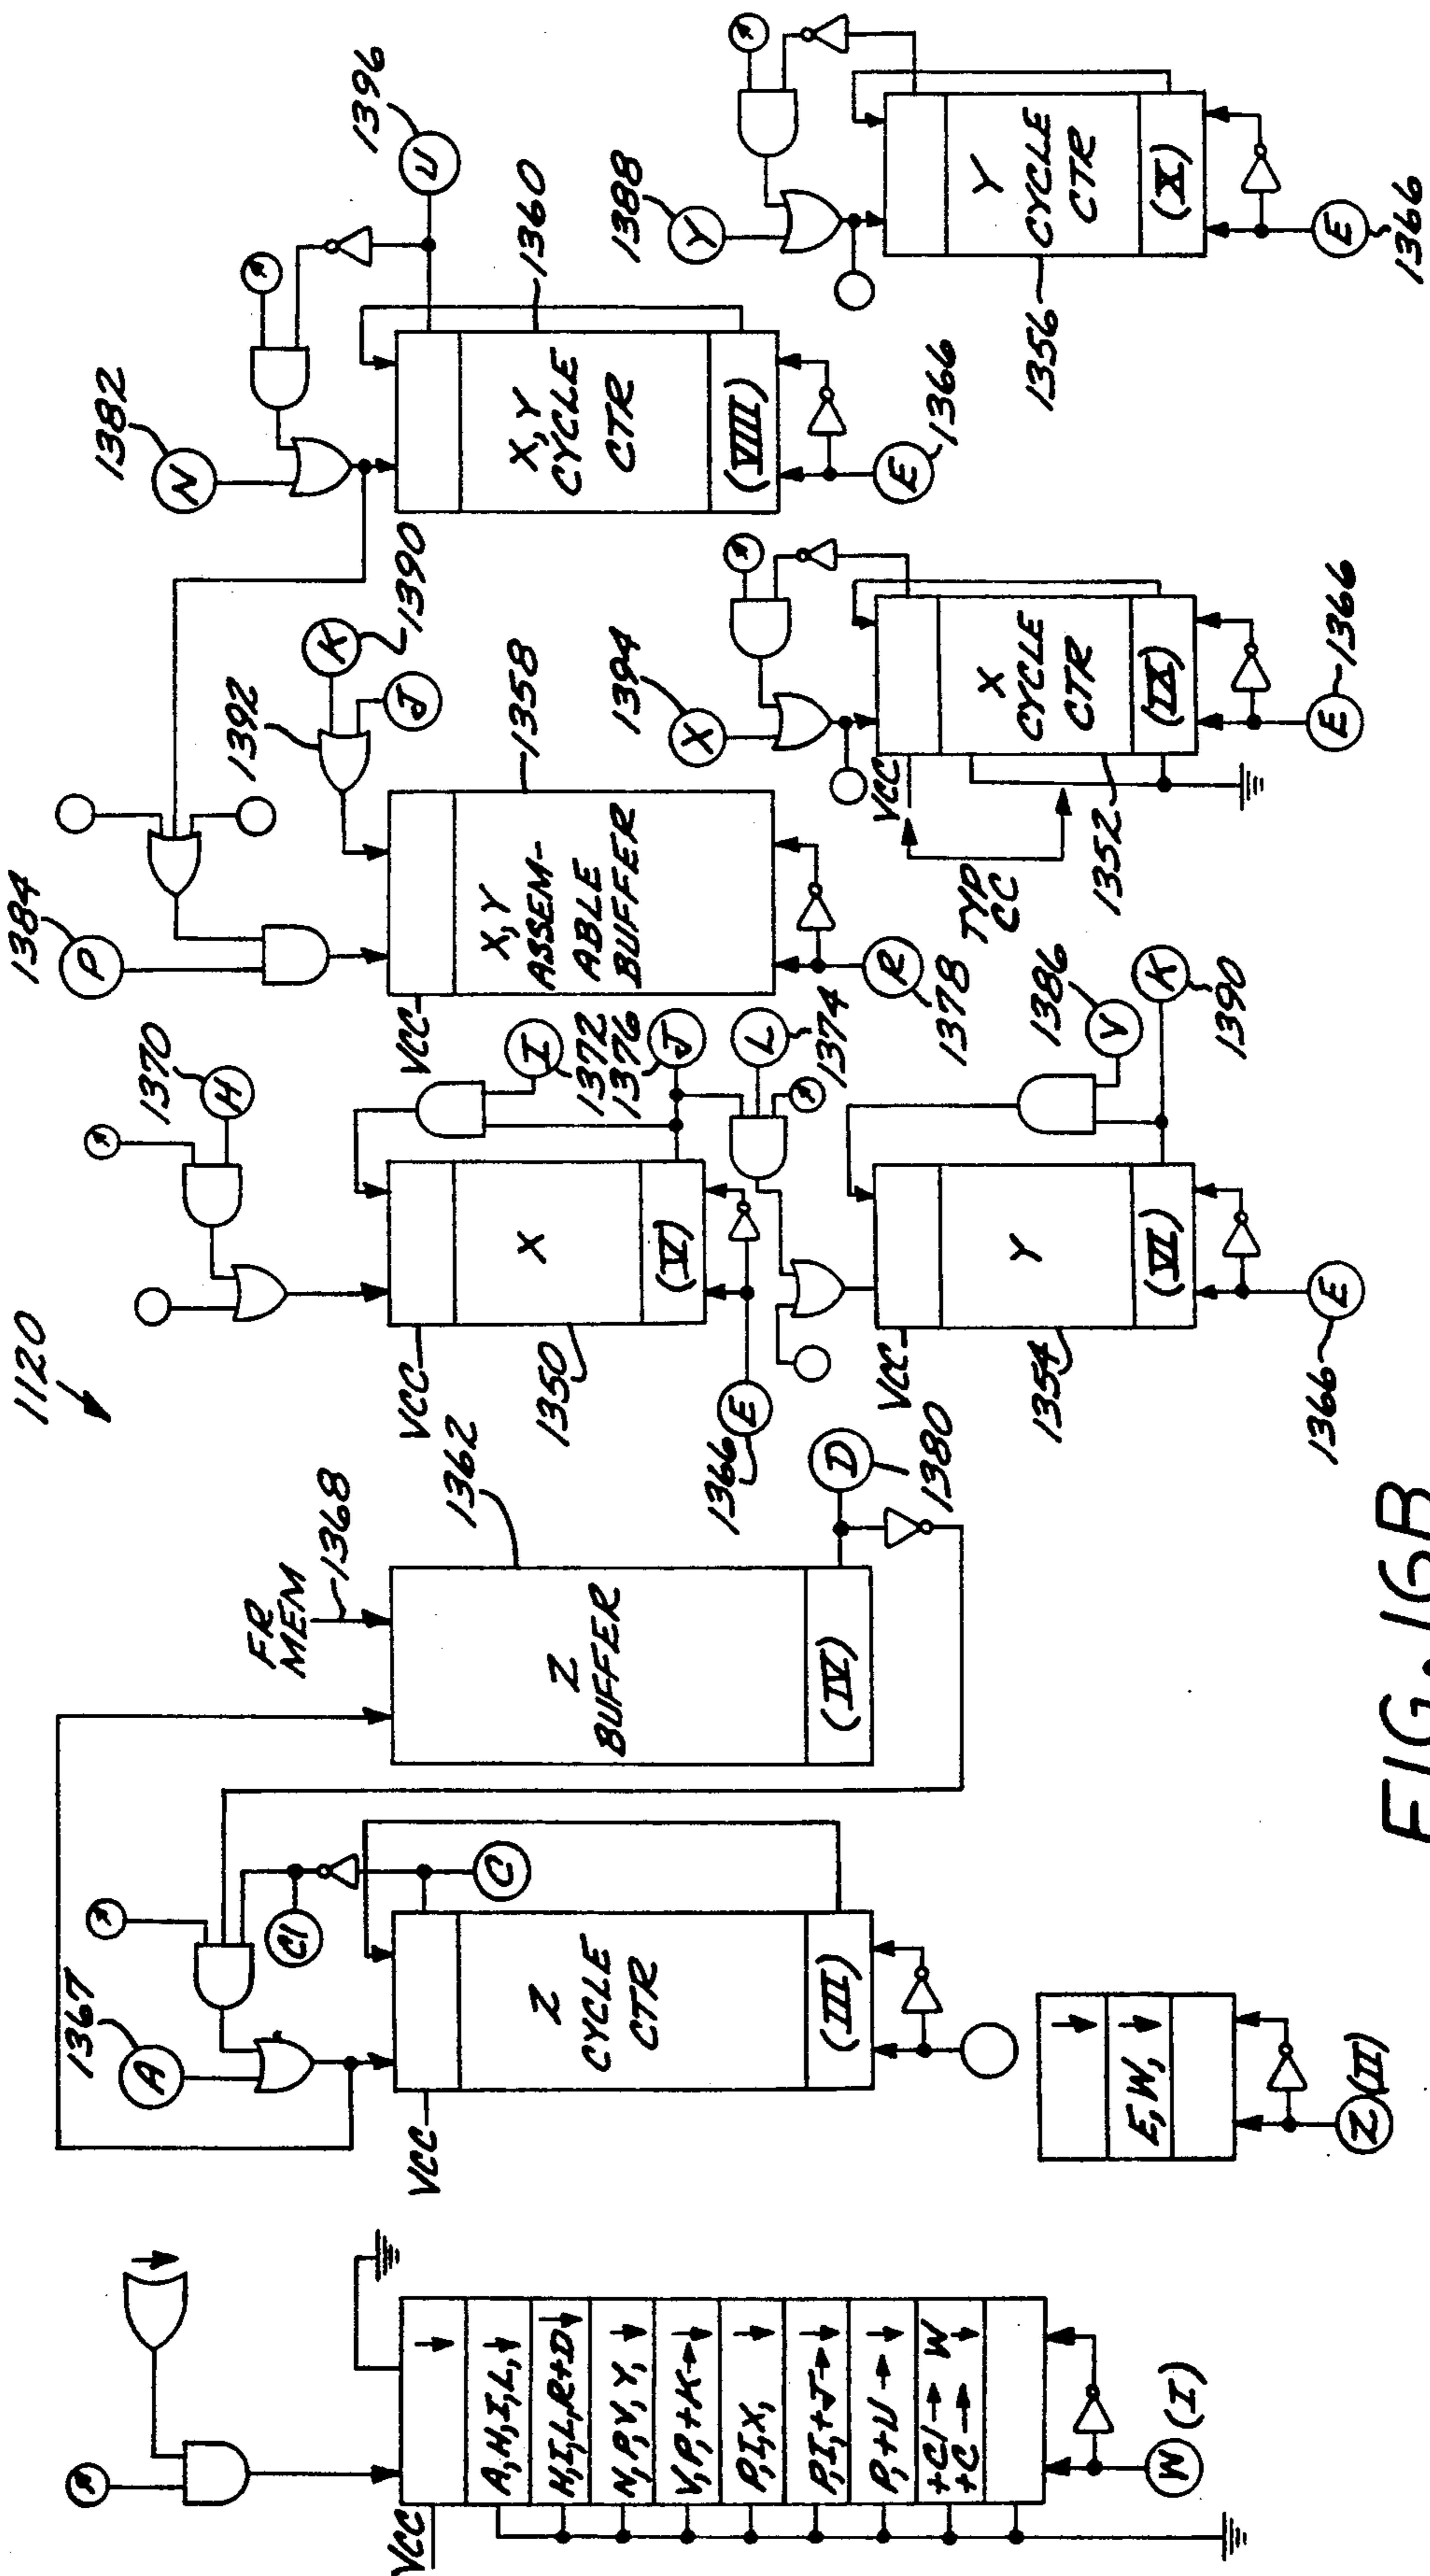 1120
1367
A
C1
C
VCC
Z
CYCLE
CTR
(III)
E, W,
Z
(II)
VCC
A, H, I, L,
H, I, L, R+D
N, P, V, Y,
V, P, +K→
P, I, X,
P, I, +J→
P, +U→
+C1→ W
+C→
W
(I)
FR
MEM
1368
1362
Z
BUFFER
(IV)
D
1380
1370
H
VCC
X
(V)
1350
E
1366
I
1372
J
1376
L
1374
VCC
Y
(VI)
1354
E
1366
V
1386
K
1390
1384
P
1392
K
1390
J
1358
VCC
X, Y
ASSEM-
ABLE
BUFFER
R
1378
1394
X
VCC
X
CYCLE
CTR
(IX)
TYP
CC
1352
E
1366
1382
N
1396
U
1360
X, Y
CYCLE
CTR
(VIII)
E
1366
1388
Y
Y
CYCLE
CTR
(X)
1356
E
1366
FIG. 16B